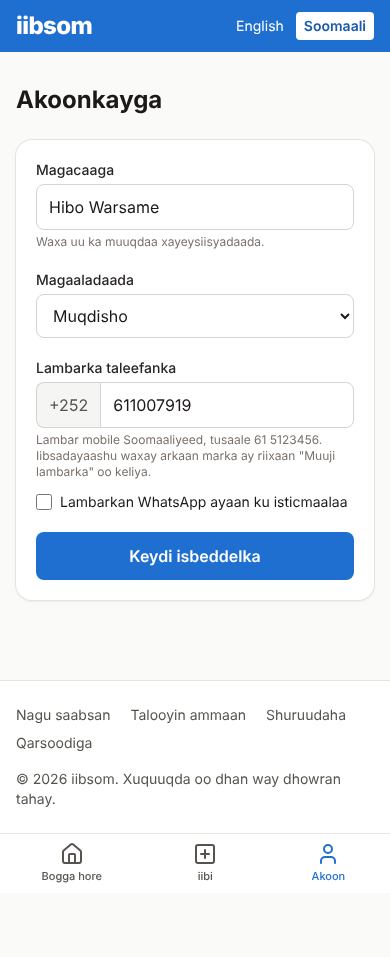 iibsom
English
Soomaali
Akoonkayga
Magacaaga
Hibo Warsame
Waxa uu ka muuqdaa xayeysiisyadaada.
Magaaladaada
Muqdisho
Lambarka taleefanka
+252
611007919
Lambar mobile Soomaaliyeed, tusaale 61 5123456.
Iibsadayaashu waxay arkaan marka ay riixaan "Muuji
lambarka" oo keliya.
Lambarkan WhatsApp ayaan ku isticmaalaa
Keydi isbeddelka
Nagu saabsan
Talooyin ammaan
Shuruudaha
Qarsoodiga
© 2026 iibsom. Xuquuqda oo dhan way dhowran
tahay.
Bogga hore
iibi
Akoon